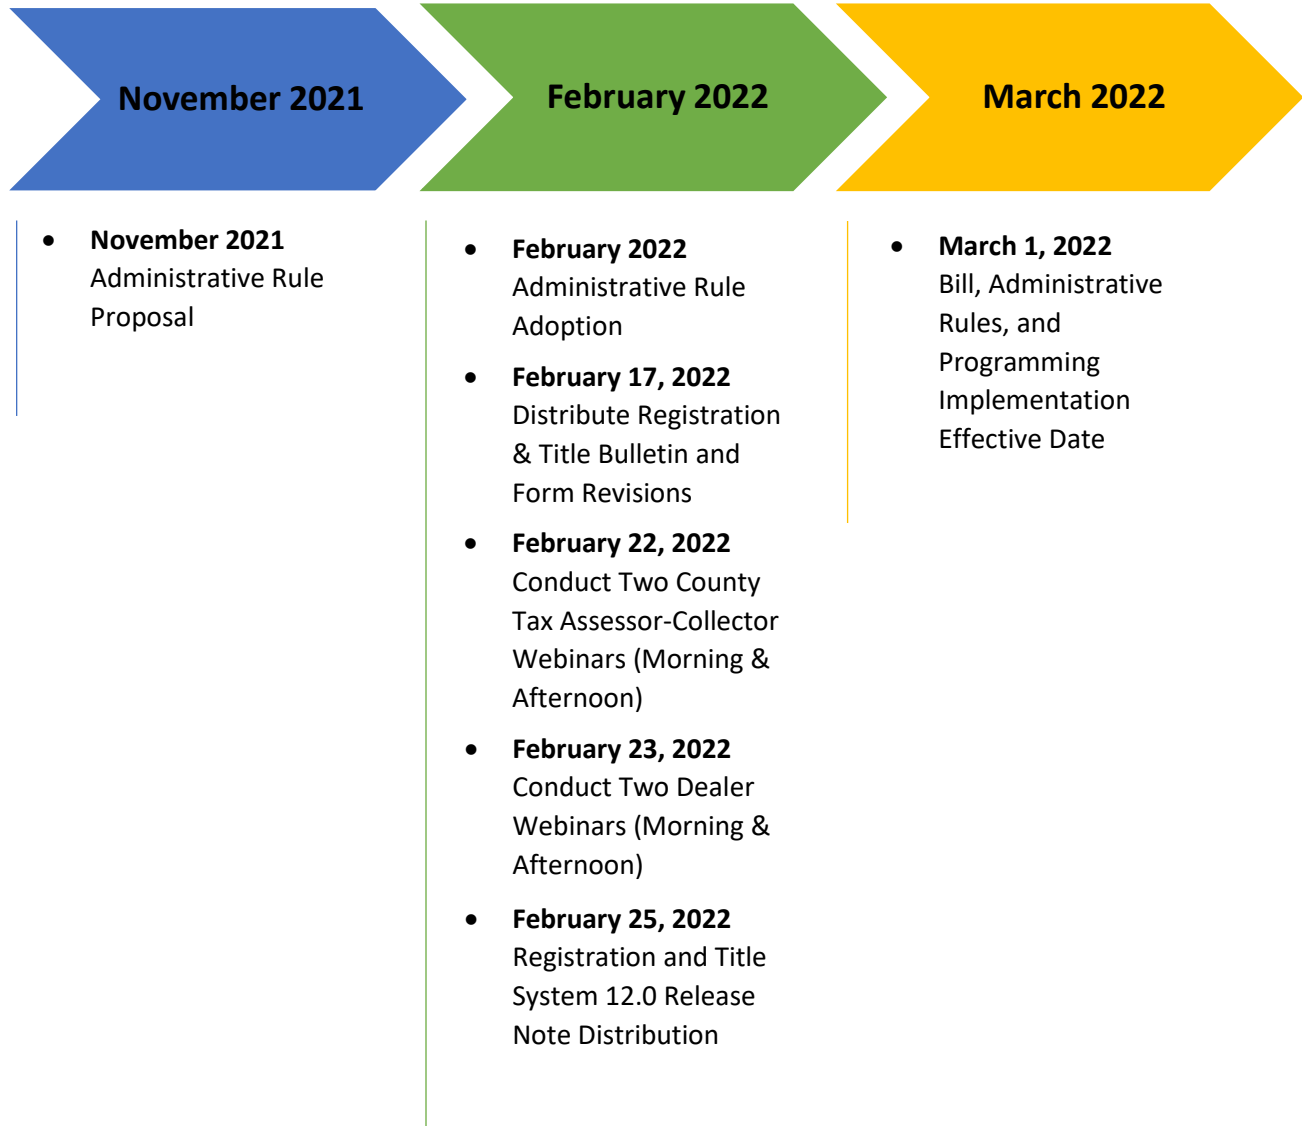 November 2021
February 2022
March 2022
• November 2021
Administrative Rule
Proposal
• February 2022
Administrative Rule
Adoption
• February 17, 2022
Distribute Registration
& Title Bulletin and
Form Revisions
• February 22, 2022
Conduct Two County
Tax Assessor-Collector
Webinars (Morning &
Afternoon)
• February 23, 2022
Conduct Two Dealer
Webinars (Morning &
Afternoon)
• February 25, 2022
Registration and Title
System 12.0 Release
Note Distribution
• March 1, 2022
Bill, Administrative
Rules, and
Programming
Implementation
Effective Date